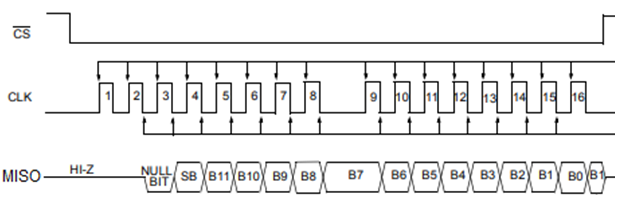 CS
CLK 1 2 3 4 5 6 7 8 9 10 11 12 13 14 15 16
HI-Z
MISO NULL BIT SB B11 B10 B9 B8 B7 B6 B5 B4 B3 B2 B1 B0 B1